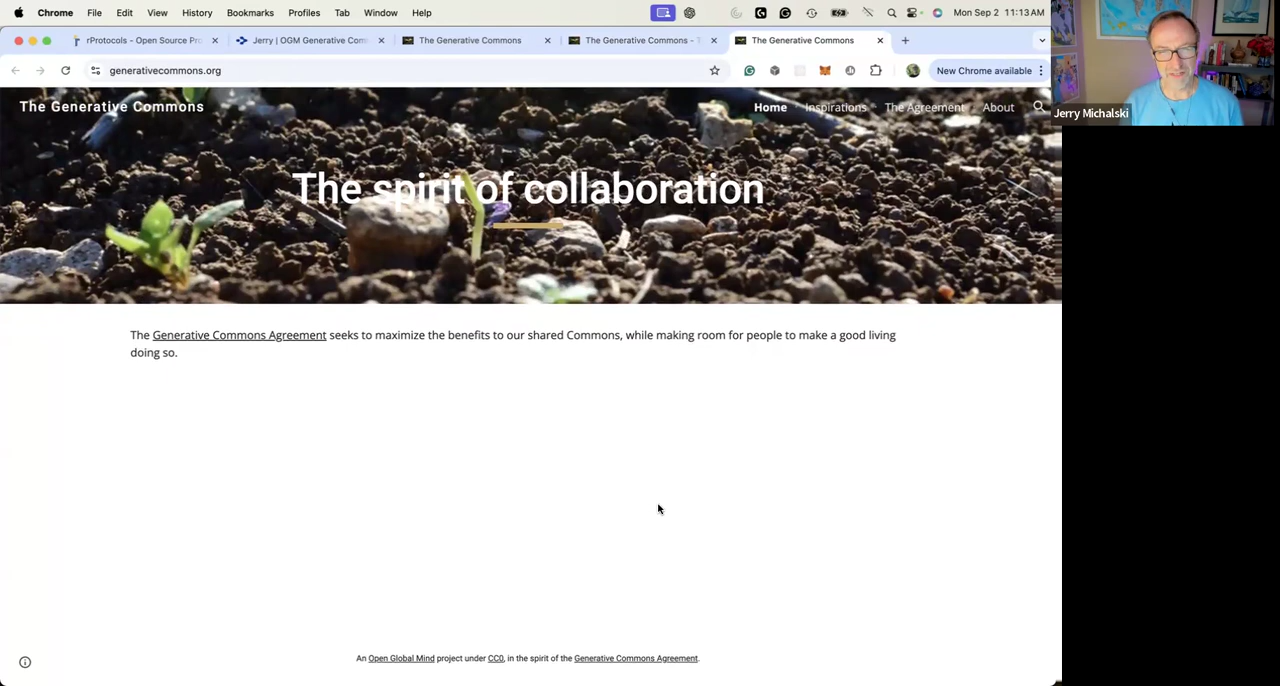 Chrome File Edit View History Bookmarks Profiles Tab Window Help Mon Sep 2 11:13 AM
rProtocols - Open Source Pro Jerry | OGM Generative Com The Generative Commons The Generative Commons - The Generative Commons
generativecommons.org New Chrome available
Jerry Michalski
The Generative Commons Home Inspirations The Agreement About
The spirit of collaboration
The Generative Commons Agreement seeks to maximize the benefits to our shared Commons, while making room for people to make a good living
doing so.
An Open Global Mind project under CC0, in the spirit of the Generative Commons Agreement.